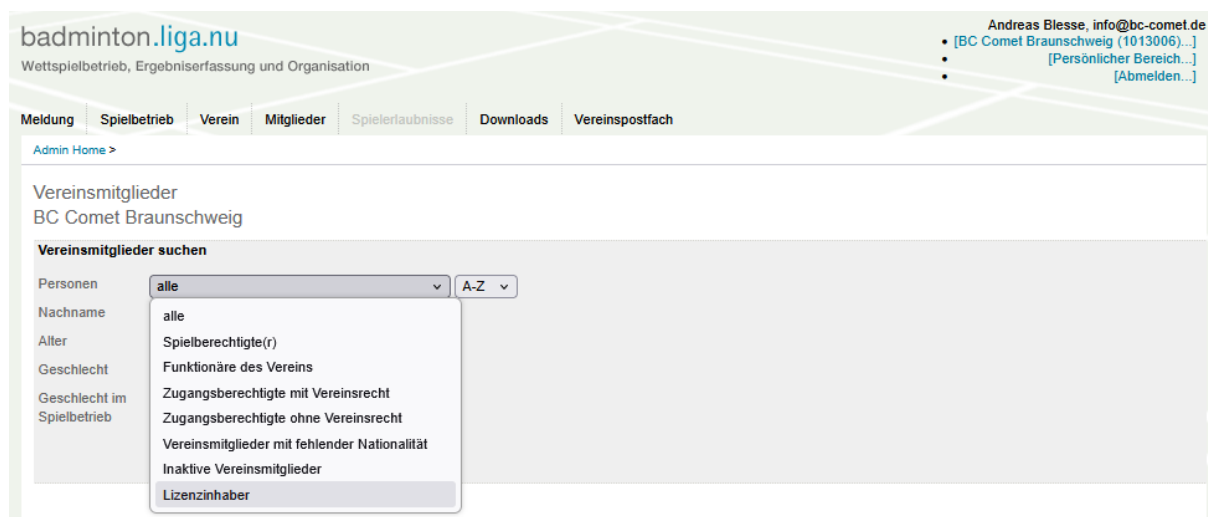 badminton.liga.nu
Wettspielbetrieb, Ergebniserfassung und Organisation
Andreas Blesse, info@bc-comet.de
• [BC Comet Braunschweig (1013006)...]
• [Persönlicher Bereich...]
• [Abmelden...]
Meldung Spielbetrieb Verein Mitglieder Spielerlaubnisse Downloads Vereinspostfach
Admin Home >
Vereinsmitglieder
BC Comet Braunschweig
Vereinsmitglieder suchen
Personen alle A-Z
Nachname
Alter
Geschlecht
Geschlecht im
Spielbetrieb
alle
Spielberechtigte(r)
Funktionäre des Vereins
Zugangsberechtigte mit Vereinsrecht
Zugangsberechtigte ohne Vereinsrecht
Vereinsmitglieder mit fehlender Nationalität
Inaktive Vereinsmitglieder
Lizenzinhaber